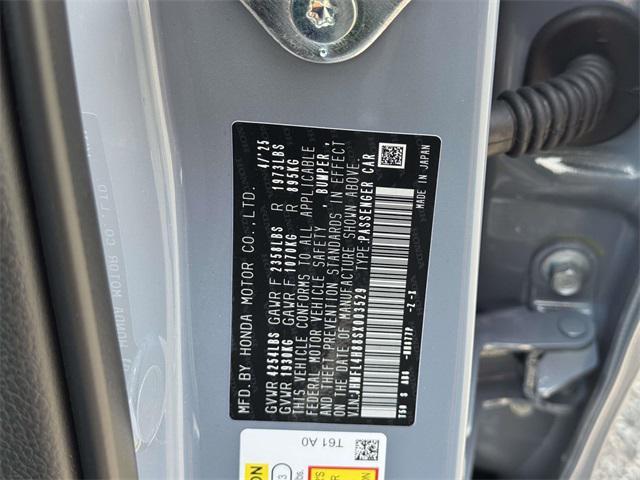 MFD.BY HONDA MOTOR CO.,LTD. 4/'25
GVWR 4254LBS GAWR F 2358LBS R 1973LBS
GVWR 1930KG GAWR F 1070KG R 895KG
THIS VEHICLE CONFORMS TO ALL APPLICABLE
FEDERAL MOTOR VEHICLE SAFETY , BUMPER,
AND THEFT PREVENTION STANDARDS IN EFFECT
ON THE DATE OF MANUFACTURE SHOWN ABOVE.
V.I.N.: JHMFL4H88SX003529 TYPE:PASSENGER CAR
MADE IN JAPAN
T61 A0